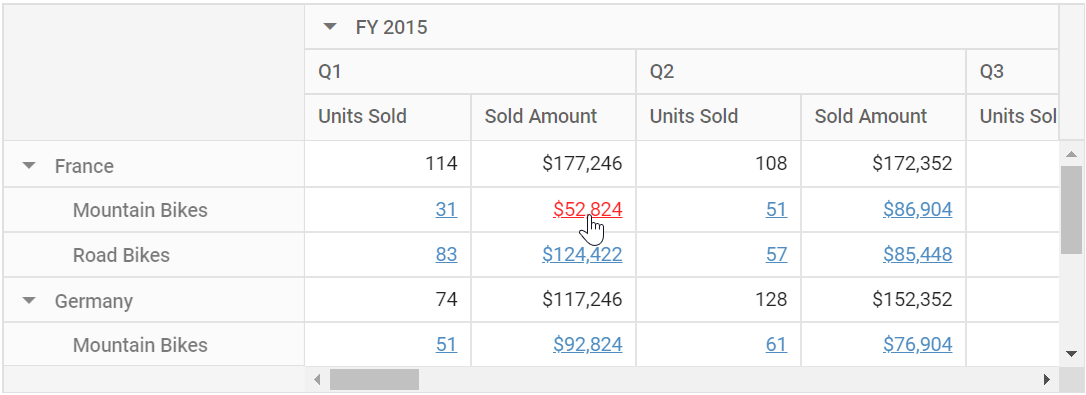 FY 2015
Q1 Q2 Q3
Units Sold Sold Amount Units Sold Sold Amount Units Sol
France 114 $177,246 108 $172,352
Mountain Bikes 31 $52,824 51 $86,904
Road Bikes 83 $124,422 57 $85,448
Germany 74 $117,246 128 $152,352
Mountain Bikes 51 $92,824 61 $76,904